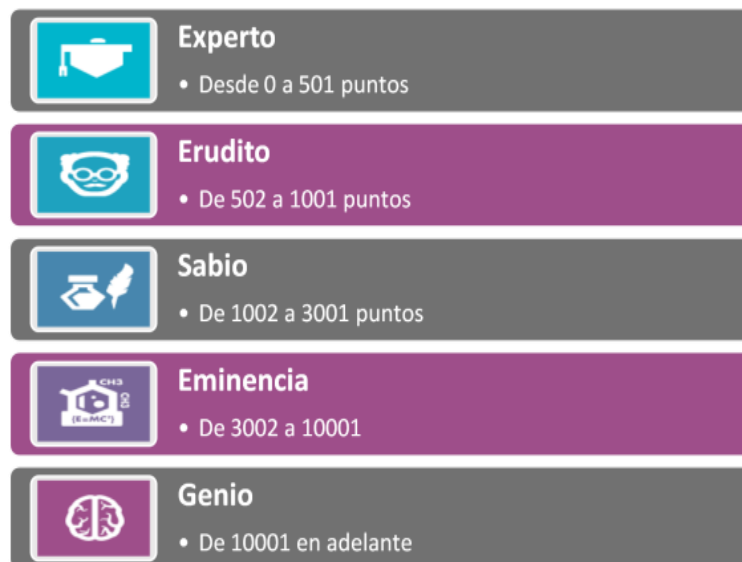 Experto
• Desde 0 a 501 puntos
Erudito
• De 502 a 1001 puntos
Sabio
• De 1002 a 3001 puntos
CH3
(E=MC²)
Eminencia
• De 3002 a 10001
Genio
• De 10001 en adelante